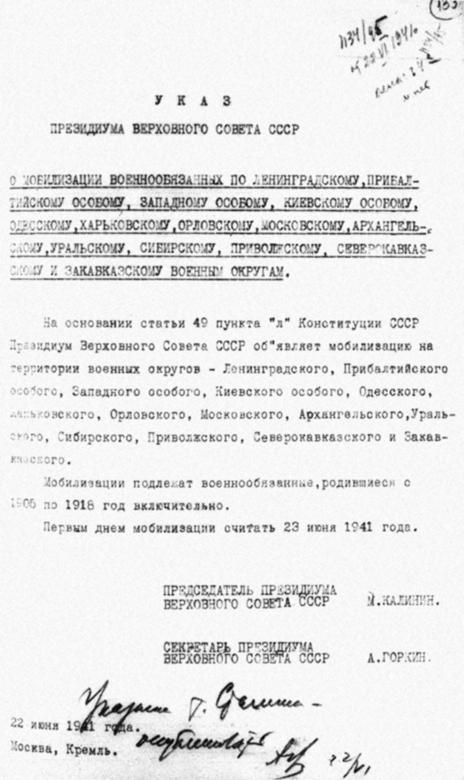 133
1134/95
22 VI 1941
У К А З
ПРЕЗИДИУМА ВЕРХОВНОГО СОВЕТА СССР
О МОБИЛИЗАЦИИ ВОЕННООБЯЗАННЫХ ПО ЛЕНИНГРАДСКОМУ,ПРИБАЛ-
ТИЙСКОМУ ОСОБОМУ, ЗАПАДНОМУ ОСОБОМУ, КИЕВСКОМУ ОСОБОМУ,
ОДЕССКОМУ,ХАРЬКОВСКОМУ,ОРЛОВСКОМУ,МОСКОВСКОМУ,АРХАНГЕЛЬ-
СКОМУ,УРАЛЬСКОМУ, СИБИРСКОМУ, ПРИВОЛЖСКОМУ, СЕВЕРОКАВКАЗ-
СКОМУ И ЗАКАВКАЗСКОМУ ВОЕННЫМ ОКРУГАМ.
На основании статьи 49 пункта "л" Конституции СССР
Президиум Верховного Совета СССР об"являет мобилизацию на
территории военных округов - Ленинградского, Прибалтийского
особого, Западного особого, Киевского особого, Одесского,
Харьковского, Орловского, Московского, Архангельского,Ураль-
ского, Сибирского, Приволжского, Северокавказского и Закав-
казского.
Мобилизации подлежат военнообязанные,родившиеся с
1905 по 1918 год включительно.
Первым днем мобилизации считать 23 июня 1941 года.
ПРЕДСЕДАТЕЛЬ ПРЕЗИДИУМА
ВЕРХОВНОГО СОВЕТА СССР М.КАЛИНИН.
СЕКРЕТАРЬ ПРЕЗИДИУМА
ВЕРХОВНОГО СОВЕТА СССР А.ГОРКИН.
Указание т. Сталина -
22 июня 1941 года.
опубликовать
Москва, Кремль.
22/VI